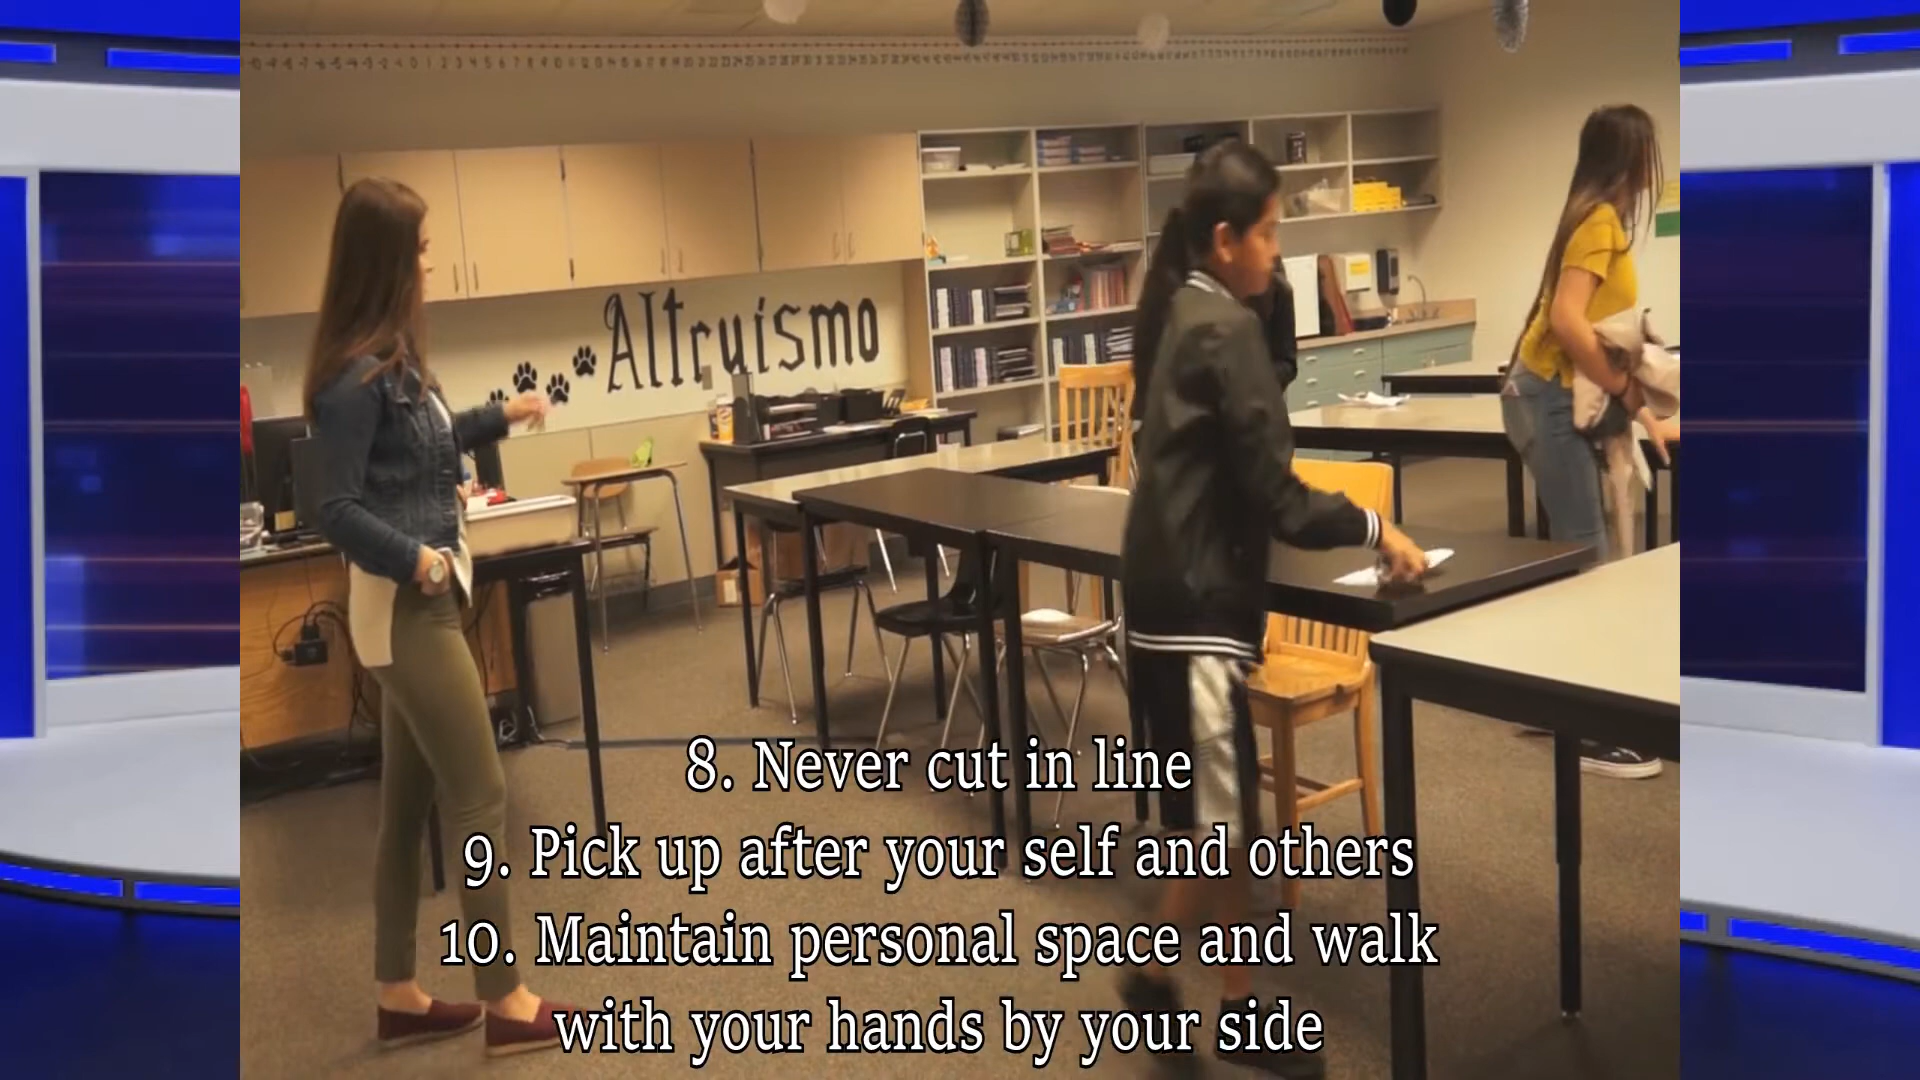 Altruismo
8. Never cut in line
9. Pick up after your self and others
10. Maintain personal space and walk
with your hands by your side